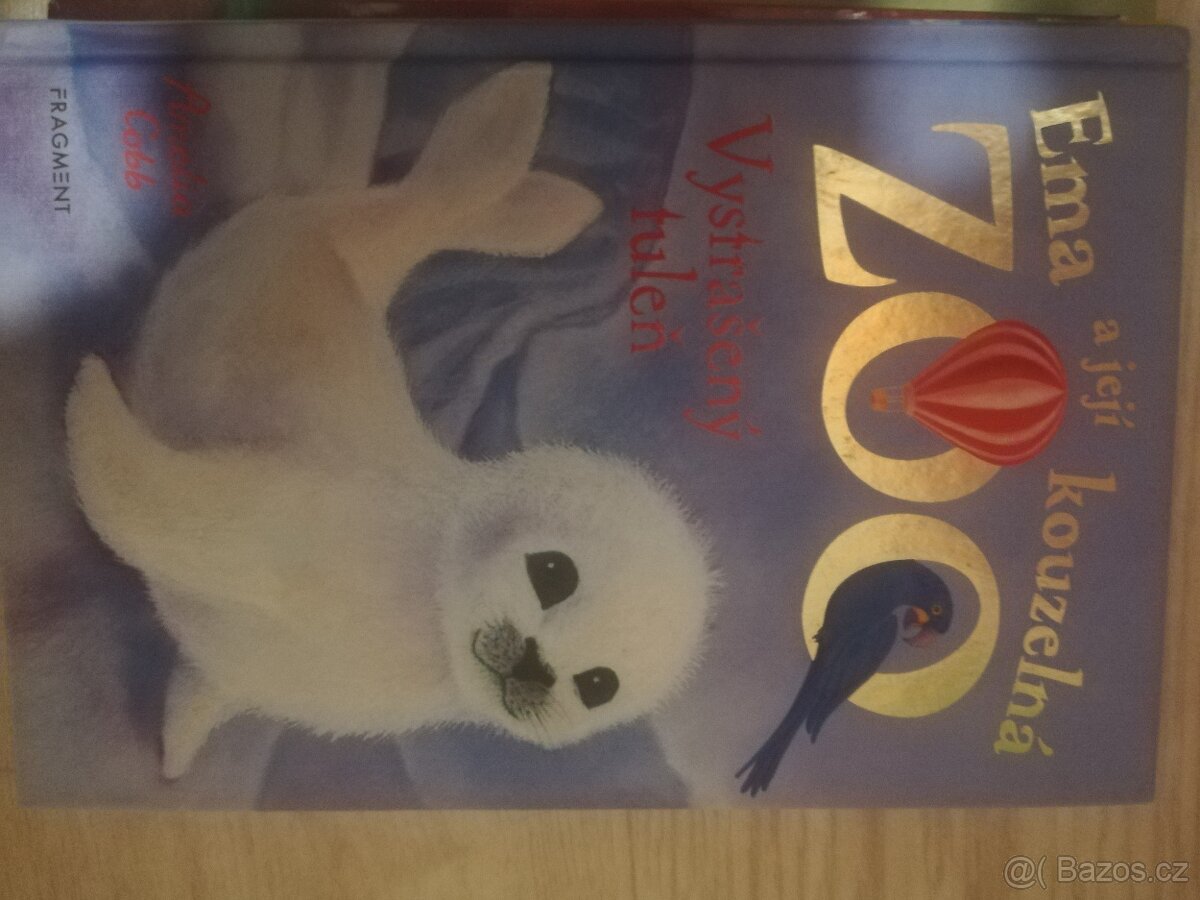 Ema a její kouzelná
ZOO
Vystrašený
tuleň
Amelia
Cobb
FRAGMENT
@( Bazos.cz